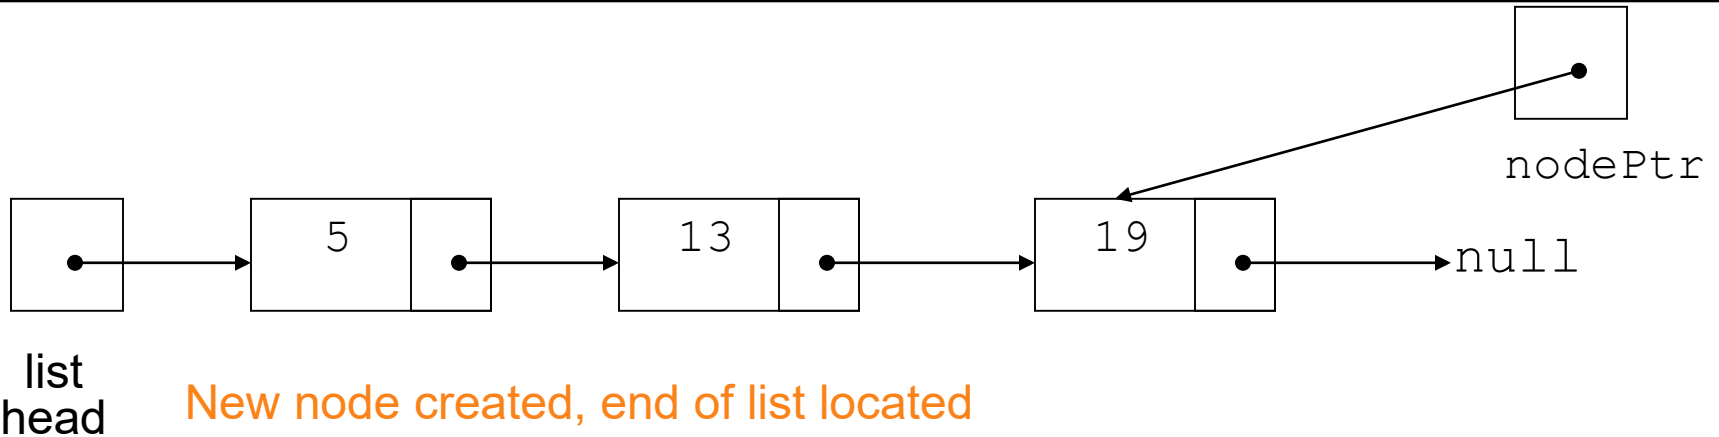 nodePtr
5
13
19
null
list
head
New node created, end of list located